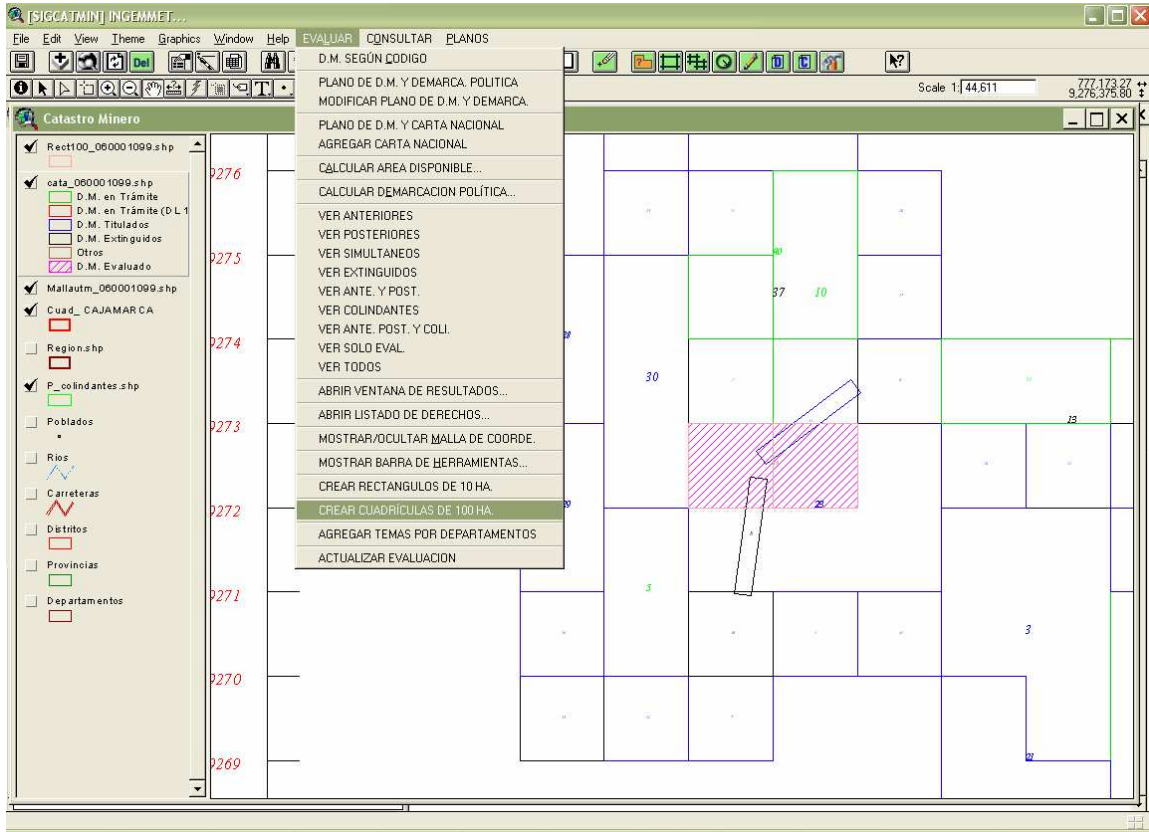 [SIGCATMIN] INGEMMET...
File Edit View Theme Graphics Window Help EVALUAR CONSULTAR PLANOS
Del
Scale 1: 44,611
777,173.27
9,276,375.80
Catastro Minero
Rect100_060001099.shp
cata_060001099.shp
D.M. en Trámite
D.M. en Trámite (D L 1
D.M. Titulados
D.M. Extinguidos
Otros
D.M. Evaluado
Mallautm_060001099.shp
Cuad_ CAJAMARCA
Region.shp
P_colindantes.shp
Poblados
Rios
Carreteras
Distritos
Provincias
Departamentos
D.M. SEGÚN CODIGO
PLANO DE D.M. Y DEMARCA. POLITICA
MODIFICAR PLANO DE D.M. Y DEMARCA.
PLANO DE D.M. Y CARTA NACIONAL
AGREGAR CARTA NACIONAL
CALCULAR AREA DISPONIBLE...
CALCULAR DEMARCACION POLÍTICA...
VER ANTERIORES
VER POSTERIORES
VER SIMULTANEOS
VER EXTINGUIDOS
VER ANTE. Y POST.
VER COLINDANTES
VER ANTE. POST. Y COLI.
VER SOLO EVAL.
VER TODOS
ABRIR VENTANA DE RESULTADOS...
ABRIR LISTADO DE DERECHOS...
MOSTRAR/OCULTAR MALLA DE COORDE.
MOSTRAR BARRA DE HERRAMIENTAS...
CREAR RECTANGULOS DE 10 HA.
CREAR CUADRÍCULAS DE 100 HA.
AGREGAR TEMAS POR DEPARTAMENTOS
ACTUALIZAR EVALUACION
9276
9275
9274
9273
9272
9271
9270
9269
40
37
10
30
13
29
3
3